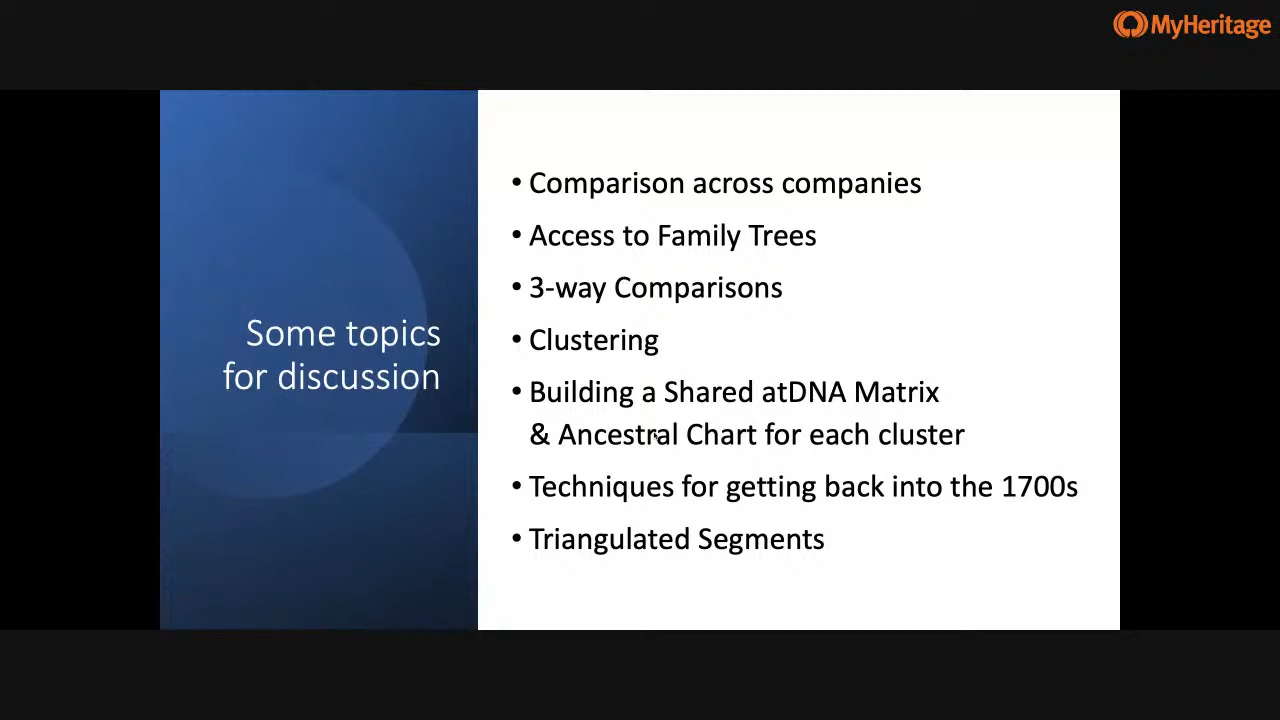 MyHeritage
Some topics
for discussion
• Comparison across companies
• Access to Family Trees
• 3-way Comparisons
• Clustering
• Building a Shared atDNA Matrix
& Ancestral Chart for each cluster
• Techniques for getting back into the 1700s
• Triangulated Segments